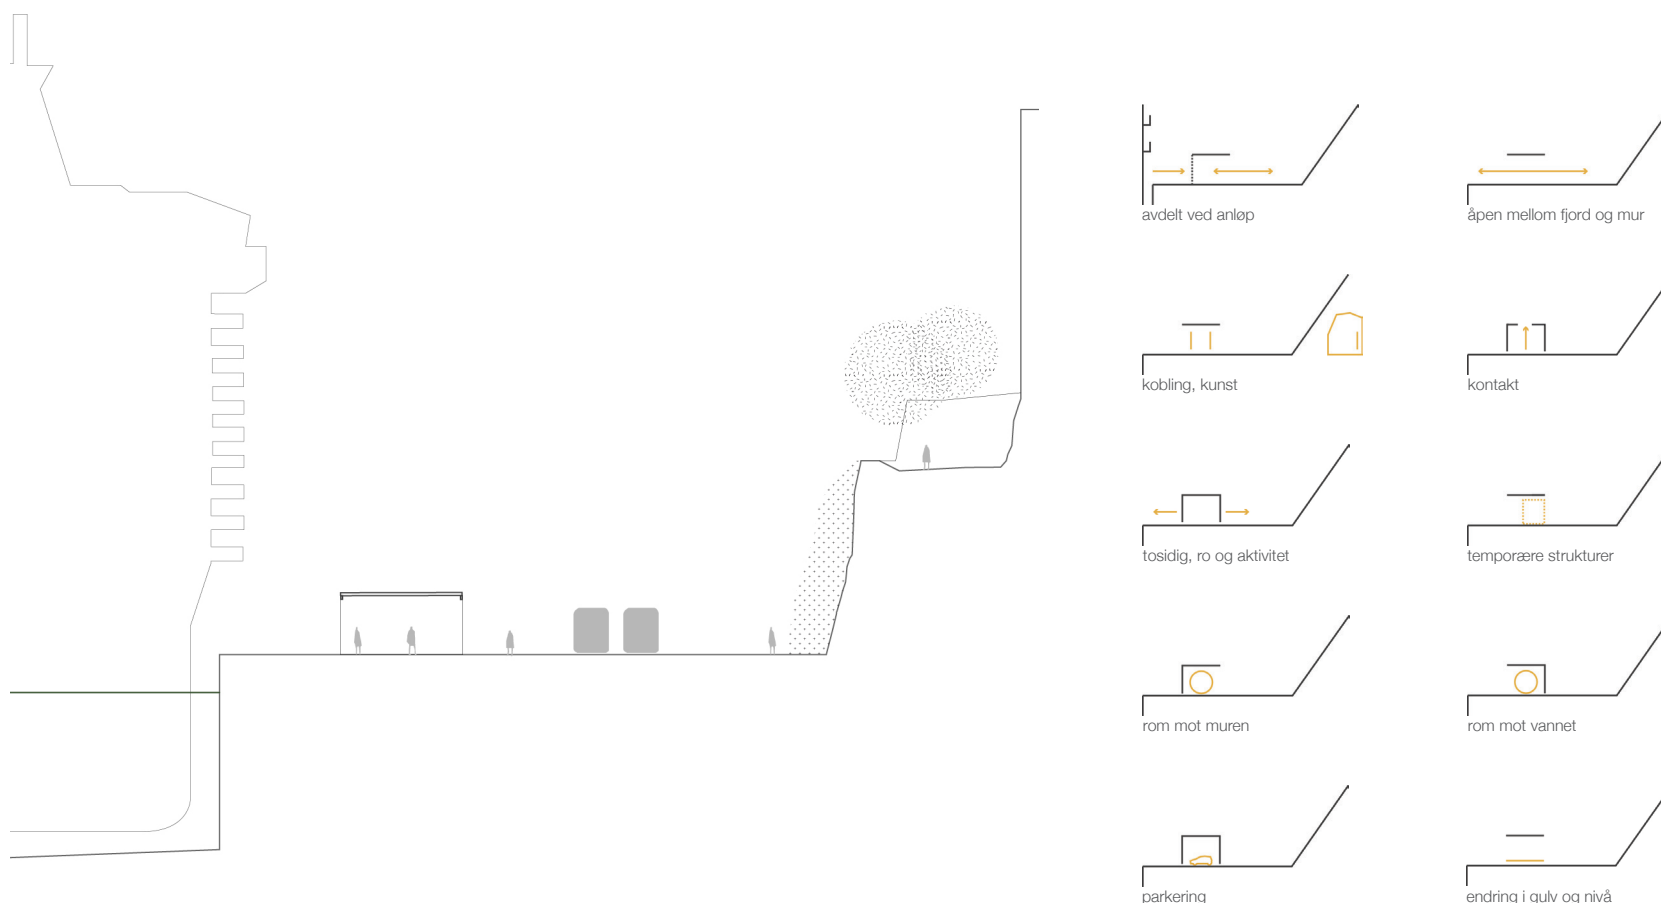 avdelt ved anløp
åpen mellom fjord og mur
kobling, kunst
kontakt
tosidig, ro og aktivitet
temporære strukturer
rom mot muren
rom mot vannet
parkering
endring i gulv og nivå